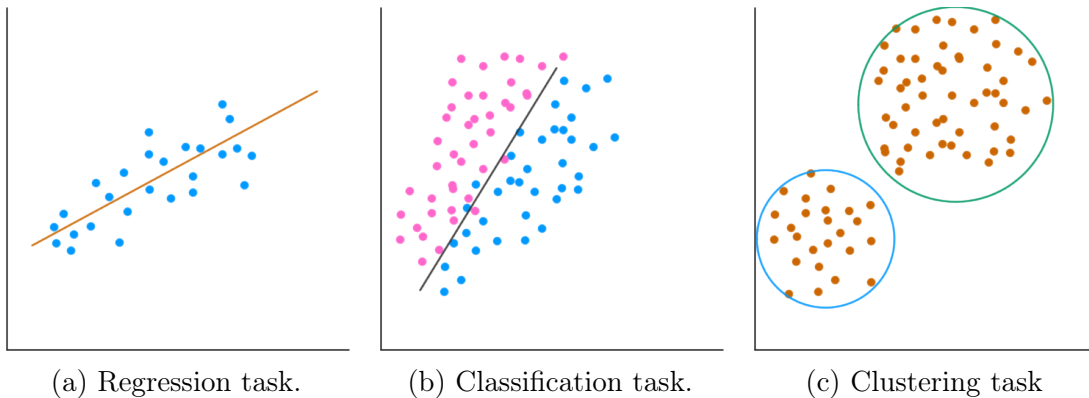 (a) Regression task.
(b) Classification task.
(c) Clustering task